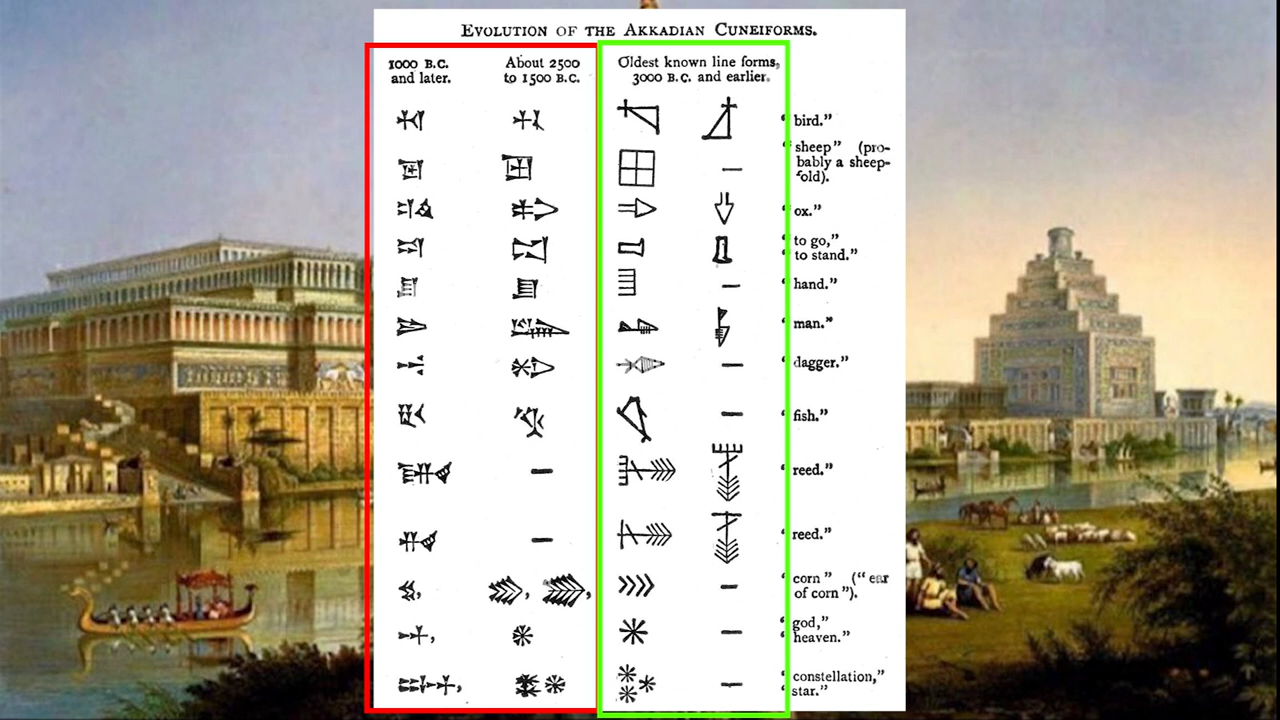 EVOLUTION OF THE AKKADIAN CUNEIFORMS.
1000 B.C. and later.
About 2500 to 1500 B.C.
Oldest known line forms, 3000 B.C. and earlier.
"bird."
"sheep" (pro-
bably a sheep-
fold).
"ox."
"to go,"
"to stand."
"hand."
"man."
"dagger."
"fish."
"reed."
"reed."
"corn" ("ear
of corn").
"god,"
"heaven."
"constellation,"
"star."